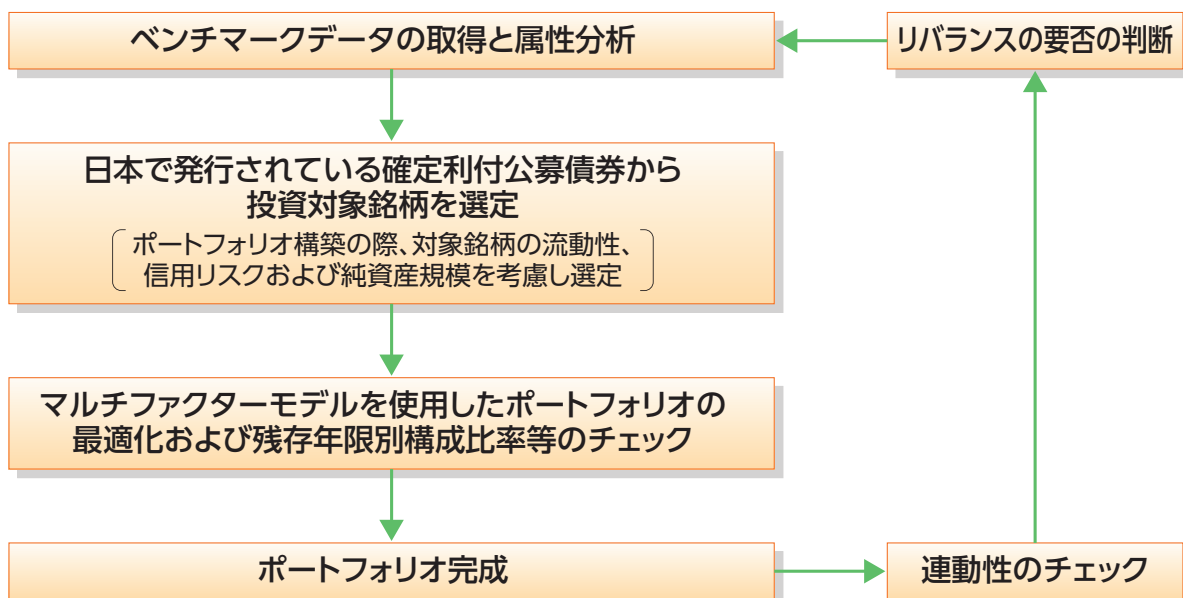 ベンチマークデータの取得と属性分析
リバランスの要否の判断
日本で発行されている確定利付公募債券から
投資対象銘柄を選定
ポートフォリオ構築の際、対象銘柄の流動性、
信用リスクおよび純資産規模を考慮し選定
マルチファクターモデルを使用したポートフォリオの
最適化および残存年限別構成比率等のチェック
ポートフォリオ完成
連動性のチェック